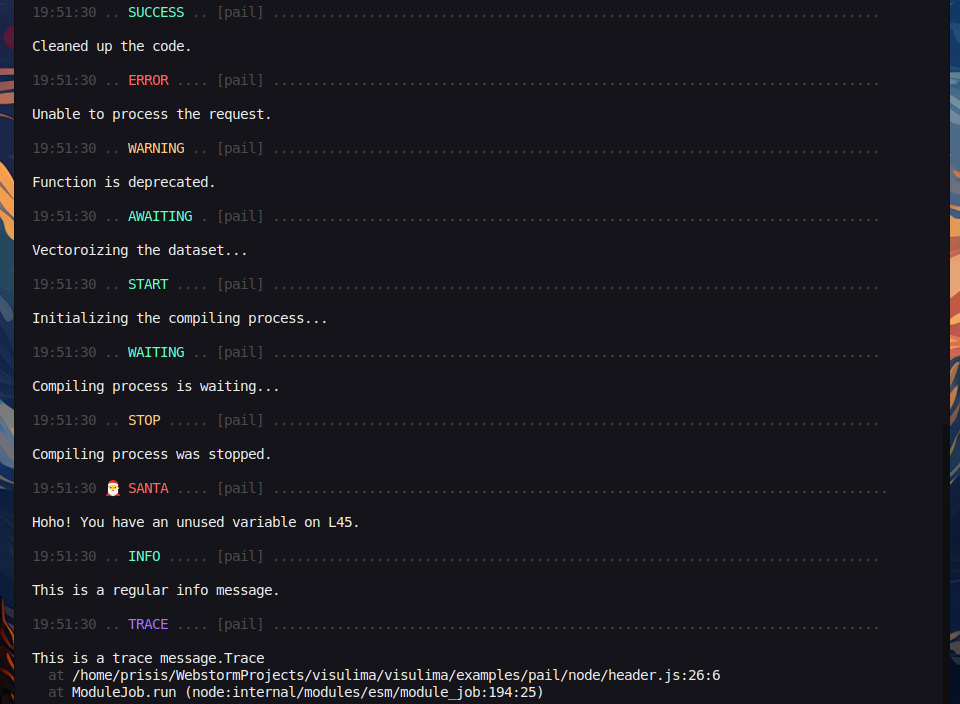 19:51:30 .. SUCCESS .. [pail] ............................................................................
Cleaned up the code.
19:51:30 .. ERROR .... [pail] ............................................................................
Unable to process the request.
19:51:30 .. WARNING .. [pail] ............................................................................
Function is deprecated.
19:51:30 .. AWAITING . [pail] ............................................................................
Vectoroizing the dataset...
19:51:30 .. START .... [pail] ............................................................................
Initializing the compiling process...
19:51:30 .. WAITING .. [pail] ............................................................................
Compiling process is waiting...
19:51:30 .. STOP ..... [pail] ............................................................................
Compiling process was stopped.
19:51:30 🎅 SANTA .... [pail] .............................................................................
Hoho! You have an unused variable on L45.
19:51:30 .. INFO ..... [pail] ............................................................................
This is a regular info message.
19:51:30 .. TRACE .... [pail] ............................................................................
This is a trace message.Trace
at /home/prisis/WebstormProjects/visulima/visulima/examples/pail/node/header.js:26:6
at ModuleJob.run (node:internal/modules/esm/module_job:194:25)